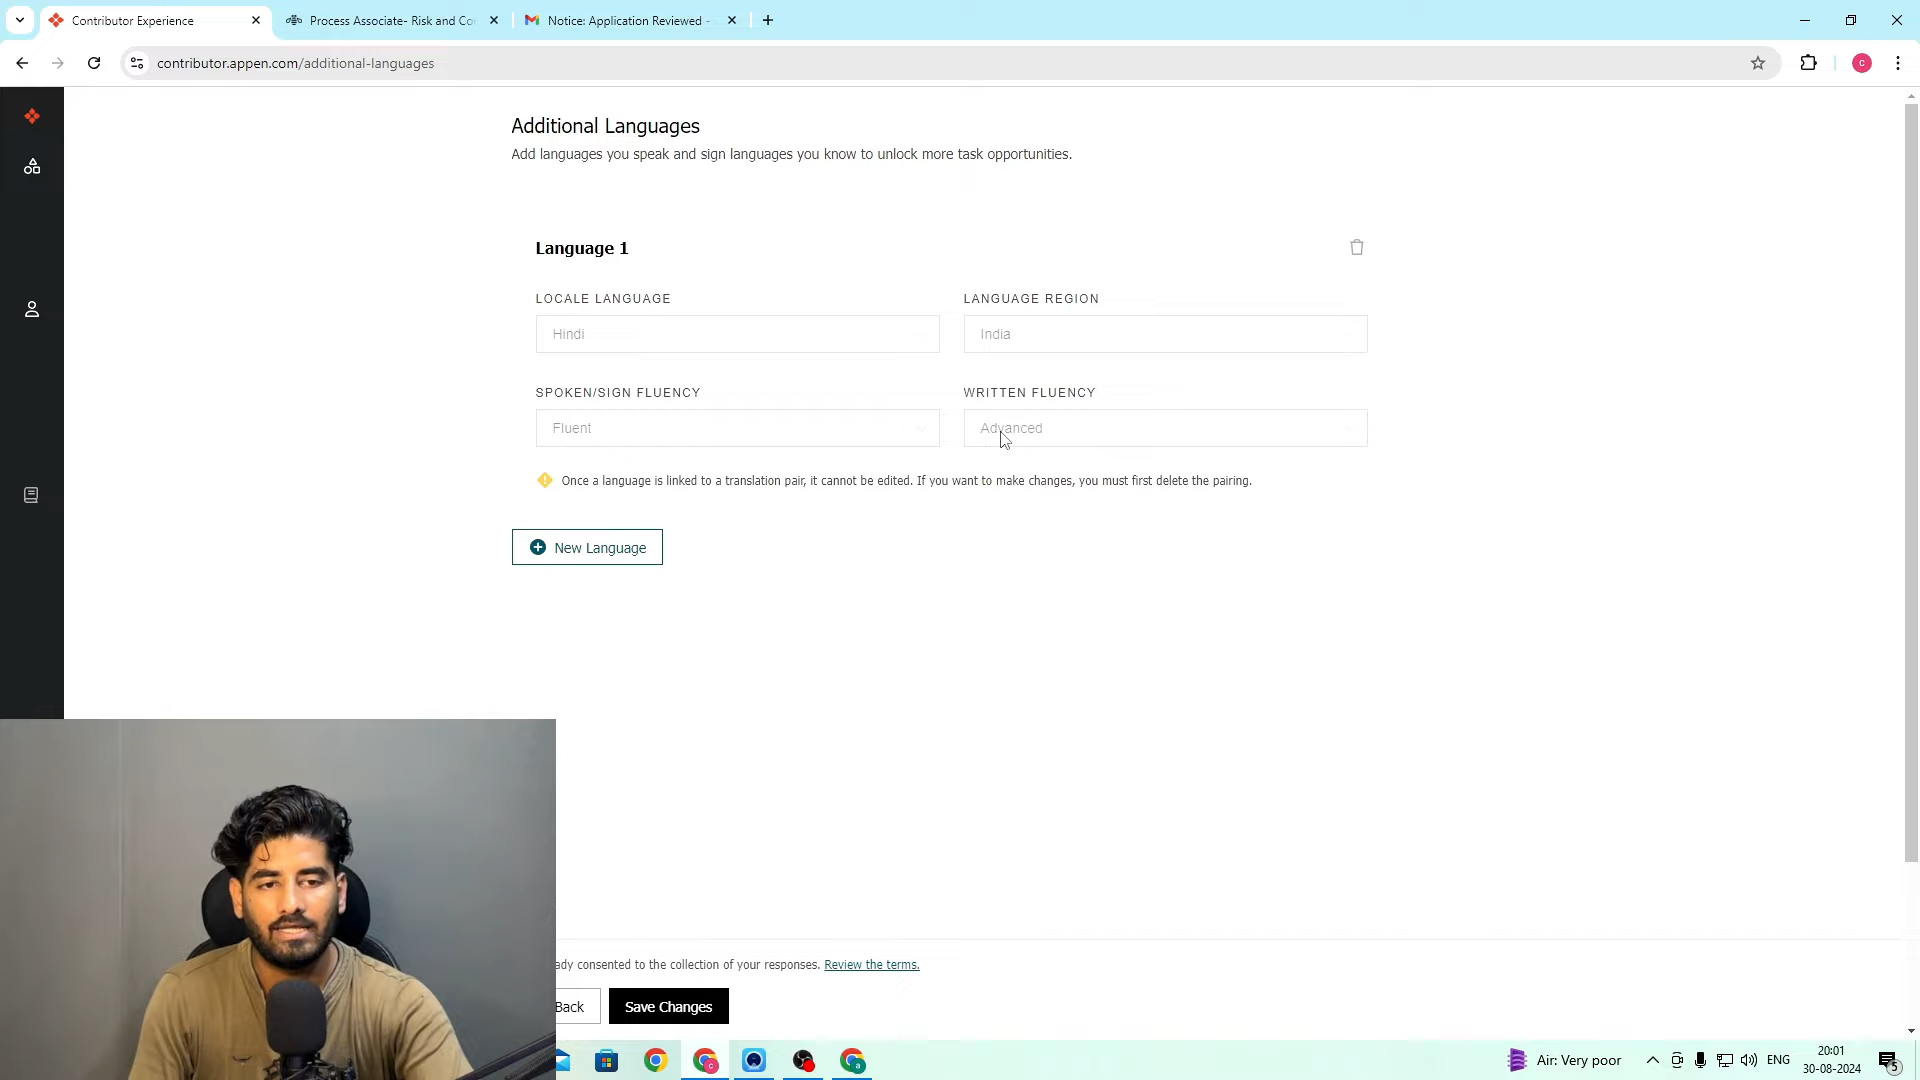 Contributor Experience
Process Associate- Risk and Co
Notice: Application Reviewed -
contributor.appen.com/additional-languages
c
Additional Languages
Add languages you speak and sign languages you know to unlock more task opportunities.
Language 1
LOCALE LANGUAGE
LANGUAGE REGION
Hindi
India
SPOKEN/SIGN FLUENCY
WRITTEN FLUENCY
Fluent
Advanced
Once a language is linked to a translation pair, it cannot be edited. If you want to make changes, you must first delete the pairing.
New Language
ady consented to the collection of your responses. Review the terms.
Back
Save Changes
Air: Very poor
ENG
20:01
30-08-2024
5